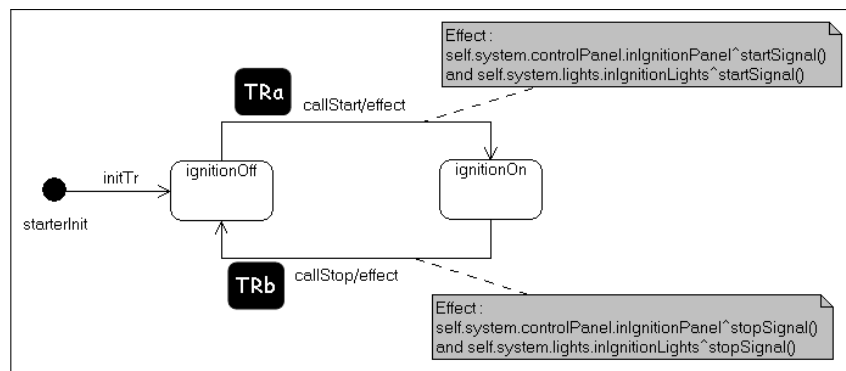 Effect :
self.system.controlPanel.inIgnitionPanel^startSignal()
and self.system.lights.inIgnitionLights^startSignal()
TRa
callStart/effect
ignitionOff
ignitionOn
initTr
starterInit
TRb
callStop/effect
Effect :
self.system.controlPanel.inIgnitionPanel^stopSignal()
and self.system.lights.inIgnitionLights^stopSignal()